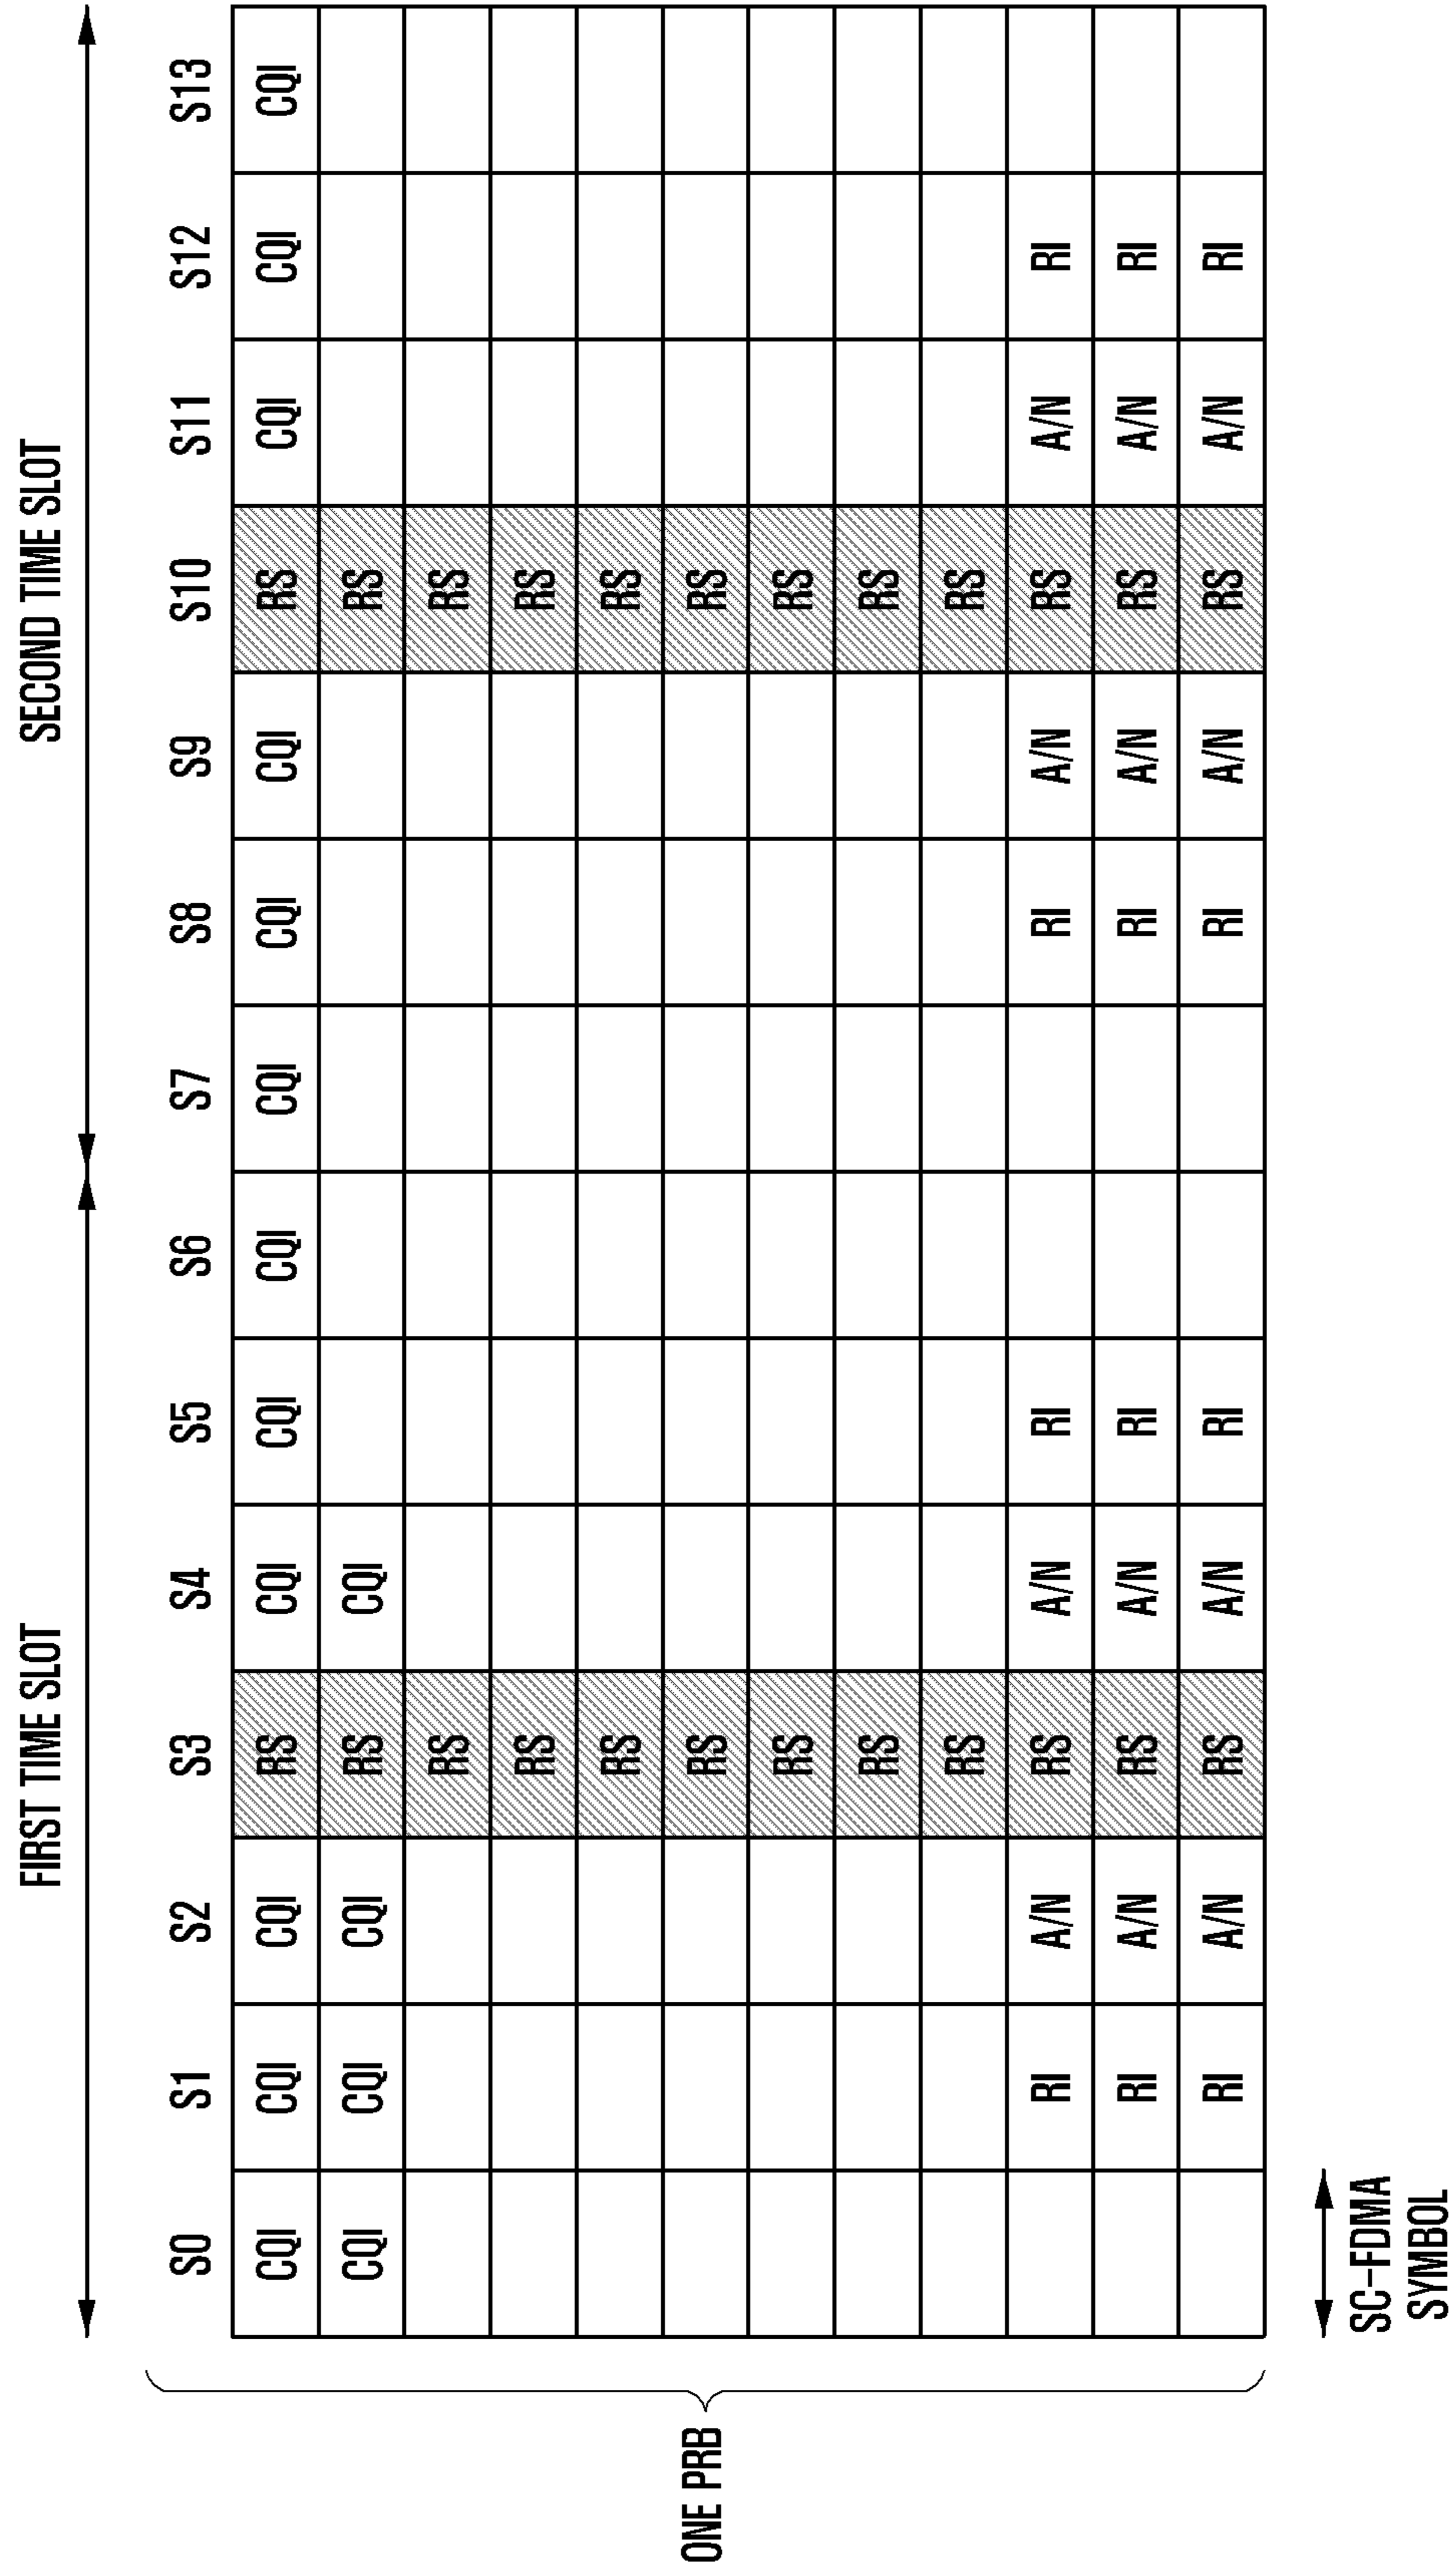 FIRST TIME SLOT SECOND TIME SLOT
S0 S1 S2 S3 S4 S5 S6 S7 S8 S9 S10 S11 S12 S13
CQI CQI CQI RS CQI CQI CQI CQI CQI CQI RS CQI CQI CQI
CQI CQI CQI RS CQI RS
RS RS
RS RS
RS RS
ONE PRB RS RS
RS RS
RS RS
RS RS
RI A/N RS A/N RI RI A/N RS A/N RI
RI A/N RS A/N RI RI A/N RS A/N RI
RI A/N RS A/N RI RI A/N RS A/N RI
SC-FDMA
SYMBOL